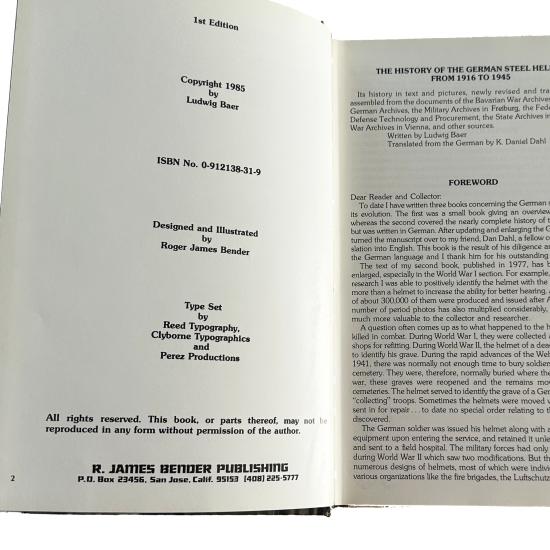 1st Edition
Copyright 1985
by
Ludwig Baer
ISBN No. 0-912138-31-9
Designed and Illustrated
by
Roger James Bender
Type Set
by
Reed Typography,
Clyborne Typographics
and
Perez Productions
All rights reserved. This book, or parts thereof, may not be
reproduced in any form without permission of the author.
R. JAMES BENDER PUBLISHING
P.O. Box 23456, San Jose, Calif. 95153 (408) 225-5777
2
THE HISTORY OF THE GERMAN STEEL HEL
FROM 1916 TO 1945
Its history in text and pictures, newly revised and tra
assembled from the documents of the Bavarian War Archives
German Archives, the Military Archives in Freiburg, the Fede
Defense Technology and Procurement, the State Archives in
War Archives in Vienna, and other sources.
Written by Ludwig Baer
Translated from the German by K. Daniel Dahl
FOREWORD
Dear Reader and Collector:
To date I have written three books concerning the German
its evolution. The first was a small book giving an overview
whereas the second covered the nearly complete history of t
but was written in German. After updating and enlarging the G
turned the manuscript over to my friend, Dan Dahl, a fellow c
slation into English. This book is the result of his diligence a
the German language and I thank him for his outstanding
The text of my second book, published in 1977, has b
enlarged, especially in the World War I section. For example,
research I was able to positively identify the helmet with the
more than a helmet to increase the ability for better hearing,
of about 300,000 of them were produced and issued after A
number of period photos has also multiplied considerably,
much more valuable to the collector and researcher.
A question often comes up as to what happened to the h
killed in combat. During World War I, they were collected a
shops for refitting. During World War II, the helmet of a dea
to identify his grave. During the rapid advances of the Weh
1941, there was normally not enough time to bury soldier
cemetery. They were, therefore, normally buried where the
war, these graves were reopened and the remains mov
cemeteries. The helmet served to identify the grave of a Ger
"collecting" troops. Sometimes the helmets were moved w
sent in for repair . . . to date no special order relating to th
discovered.
The German soldier was issued his helmet along with a
equipment upon entering the service, and retained it unle
and sent to a field hospital. The military forces had only
during World War II which saw two modifications. But th
numerous designs of helmets, most of which were indivi
various organizations like the fire brigades, the Luftschutz